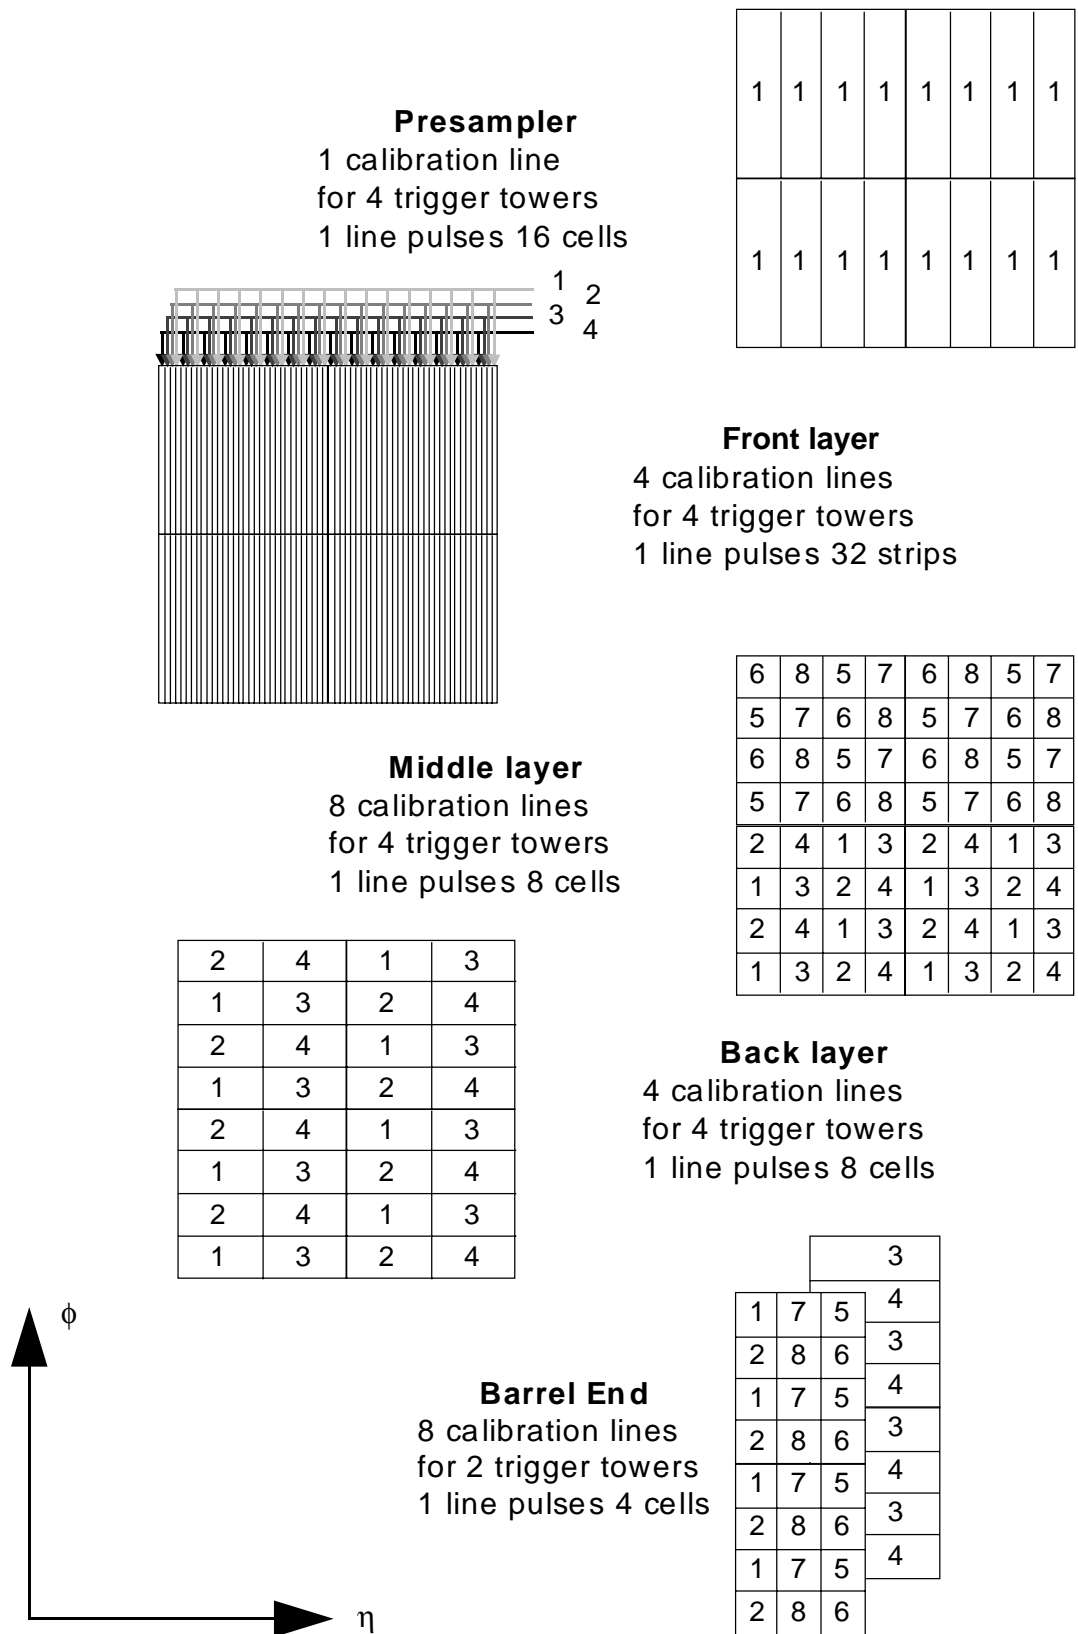 1 1 1 1 1 1 1 1
1 1 1 1 1 1 1 1
Presampler
1 calibration line
for 4 trigger towers
1 line pulses 16 cells
1 2
3 4
Front layer
4 calibration lines
for 4 trigger towers
1 line pulses 32 strips
6 8 5 7 6 8 5 7
5 7 6 8 5 7 6 8
6 8 5 7 6 8 5 7
5 7 6 8 5 7 6 8
2 4 1 3 2 4 1 3
1 3 2 4 1 3 2 4
2 4 1 3 2 4 1 3
1 3 2 4 1 3 2 4
Middle layer
8 calibration lines
for 4 trigger towers
1 line pulses 8 cells
2 4 1 3
1 3 2 4
2 4 1 3
1 3 2 4
2 4 1 3
1 3 2 4
2 4 1 3
1 3 2 4
Back layer
4 calibration lines
for 4 trigger towers
1 line pulses 8 cells
3
4
3
4
3
4
3
4
1 7 5
2 8 6
1 7 5
2 8 6
1 7 5
2 8 6
1 7 5
2 8 6
Barrel End
8 calibration lines
for 2 trigger towers
1 line pulses 4 cells
ϕ
η